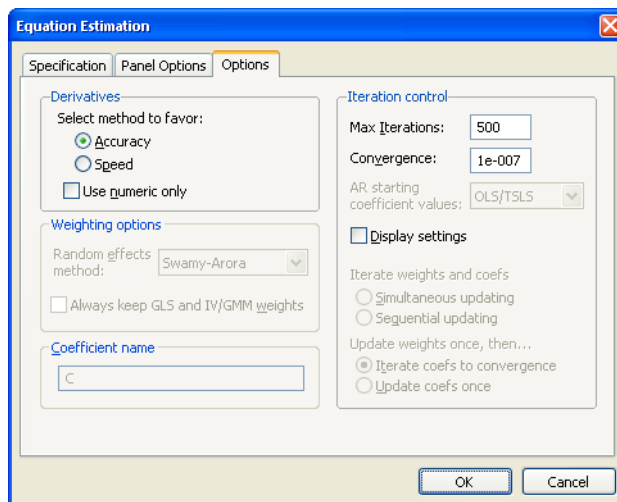 Equation Estimation
Specification
Panel Options
Options
Derivatives
Select method to favor:
Accuracy
Speed
Use numeric only
Weighting options
Random effects
method:
Swamy-Arora
Always keep GLS and IV/GMM weights
Coefficient name
C
Iteration control
Max Iterations:
500
Convergence:
1e-007
AR starting
coefficient values:
OLS/TSLS
Display settings
Iterate weights and coefs
Simultaneous updating
Sequential updating
Update weights once, then...
Iterate coefs to convergence
Update coefs once
OK
Cancel